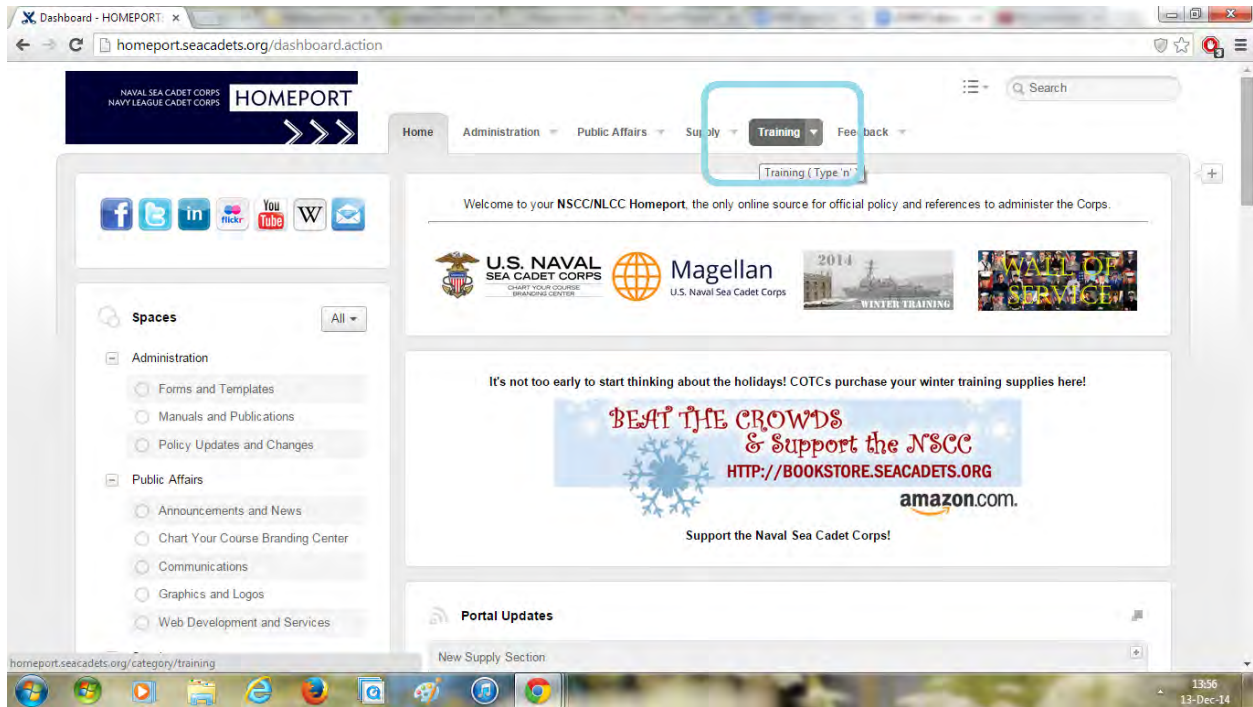 Dashboard - HOMEPORT: ×
homeport.seacadets.org/dashboard.action
NAVAL SEA CADET CORPS
NAVY LEAGUE CADET CORPS
HOMEPORT
Search
Home Administration Public Affairs Supply Training Feedback
Training ( Type 'n' )
flickr
You
Tube
Welcome to your NSCC/NLCC Homeport, the only online source for official policy and references to administer the Corps.
U.S. NAVAL
SEA CADET CORPS
CHART YOUR COURSE
BRANDING CENTER
Magellan
U.S. Naval Sea Cadet Corps
2014
WINTER TRAINING
WALL OF
SERVICE
Spaces All
Administration
Forms and Templates
Manuals and Publications
Policy Updates and Changes
Public Affairs
Announcements and News
Chart Your Course Branding Center
Communications
Graphics and Logos
Web Development and Services
It's not too early to start thinking about the holidays! COTCs purchase your winter training supplies here!
BEAT THE CROWDS
& Support the NSCC
HTTP://BOOKSTORE.SEACADETS.ORG
amazon.com.
Support the Naval Sea Cadet Corps!
Portal Updates
New Supply Section
homeport.seacadets.org/category/training
13:56
13-Dec-14